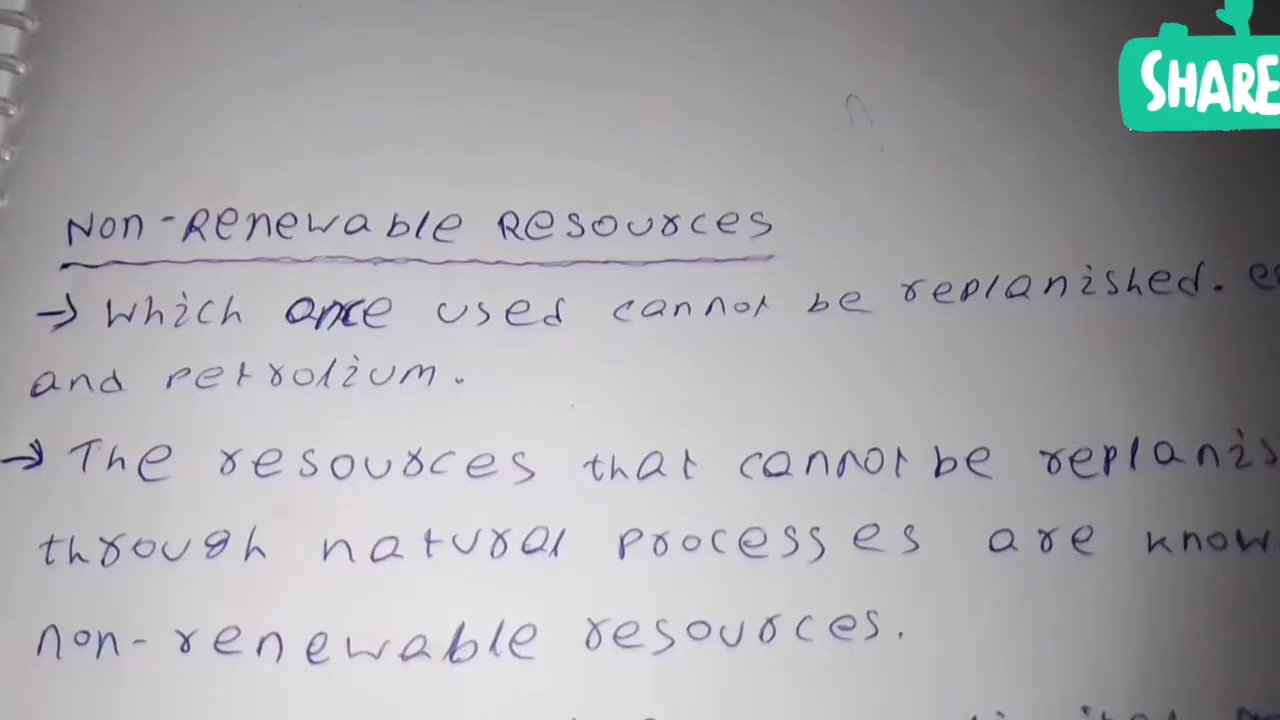 SHARE
Non-Renewable Resources
→ Which once used cannot be replanished.
and petrolium.
→ The resources that cannot be replanis
through natural processes are know
non-renewable resources.